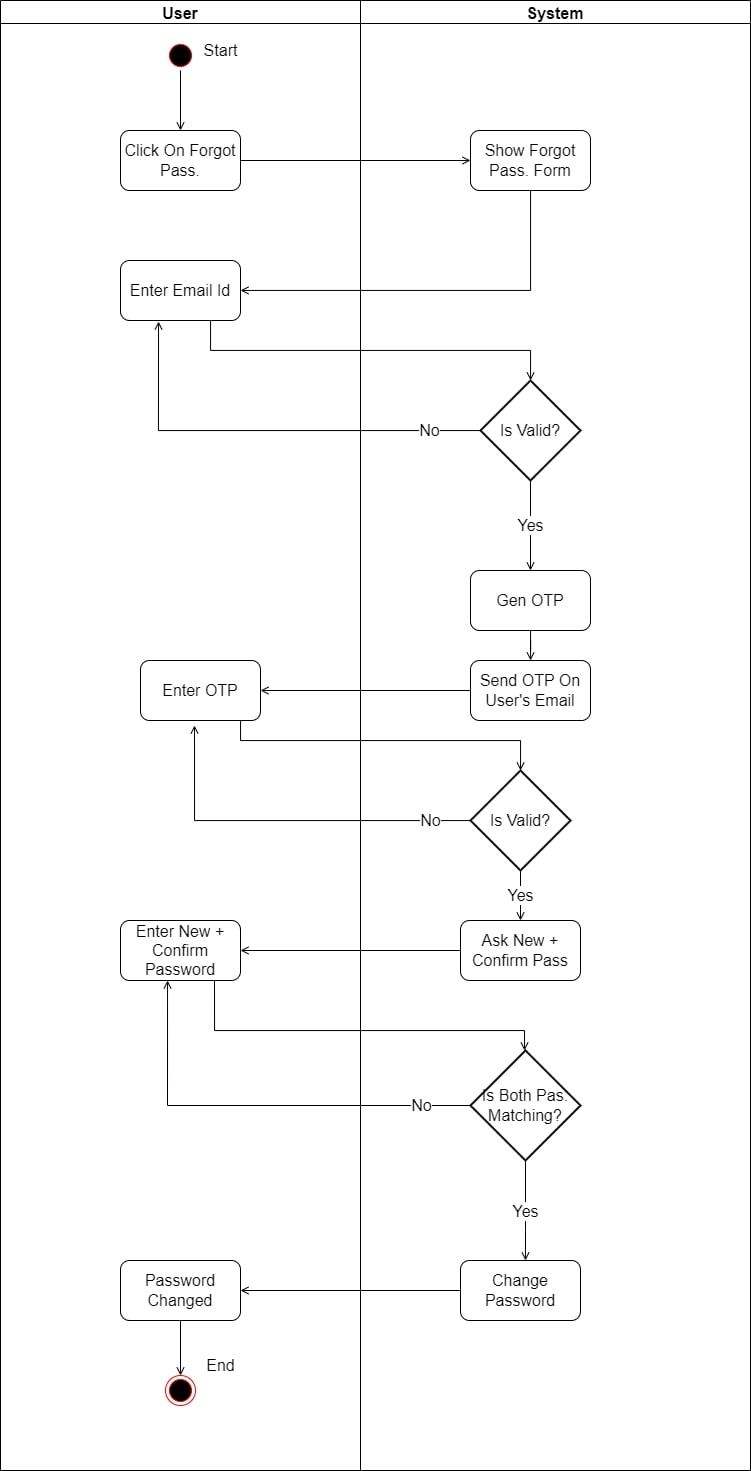 User
System
Start
Click On Forgot
Pass.
Show Forgot
Pass. Form
Enter Email Id
Is Valid?
No
Yes
Gen OTP
Send OTP On
User's Email
Enter OTP
Is Valid?
No
Yes
Ask New +
Confirm Pass
Enter New +
Confirm
Password
Is Both Pas.
Matching?
No
Yes
Change
Password
Password
Changed
End